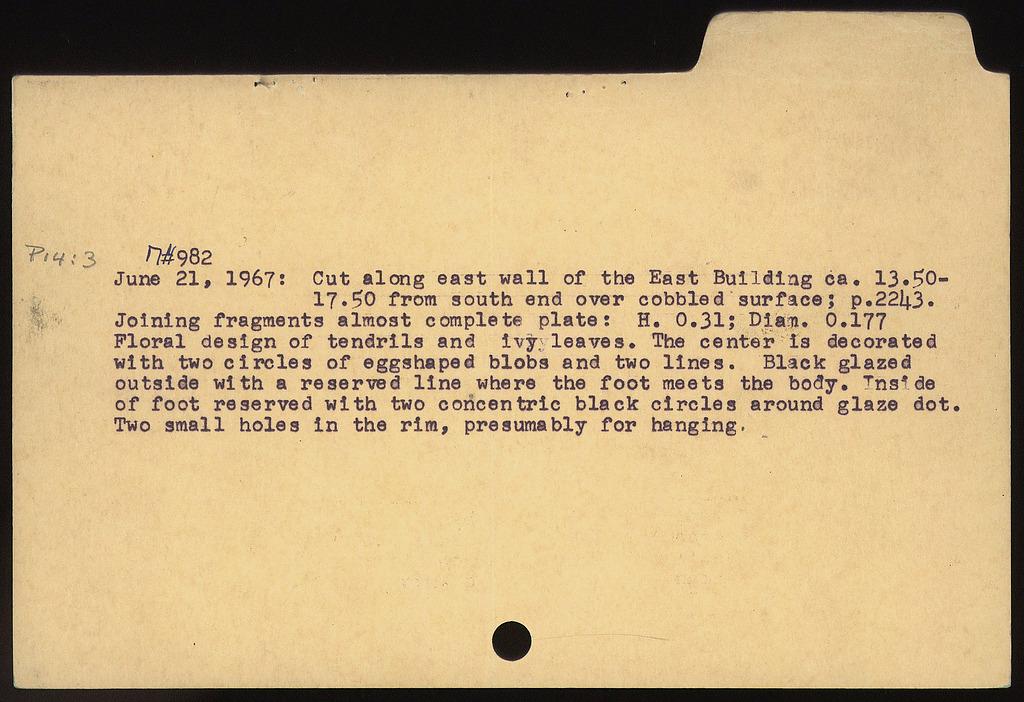 P14:3 Π#982
June 21, 1967: Cut along east wall of the East Building ca. 13.50-
17.50 from south end over cobbled surface; p.2243.
Joining fragments almost complete plate: H. 0.31; Diam. 0.177
Floral design of tendrils and ivy leaves. The center is decorated
with two circles of eggshaped blobs and two lines. Black glazed
outside with a reserved line where the foot meets the body. Inside
of foot reserved with two concentric black circles around glaze dot.
Two small holes in the rim, presumably for hanging.